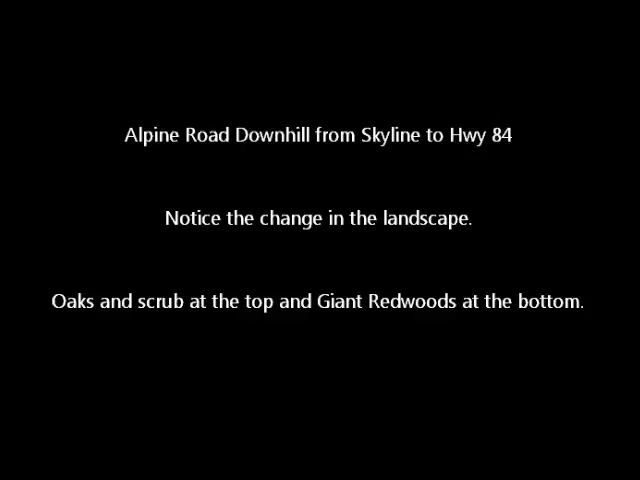 Alpine Road Downhill from Skyline to Hwy 84
Notice the change in the landscape.
Oaks and scrub at the top and Giant Redwoods at the bottom.